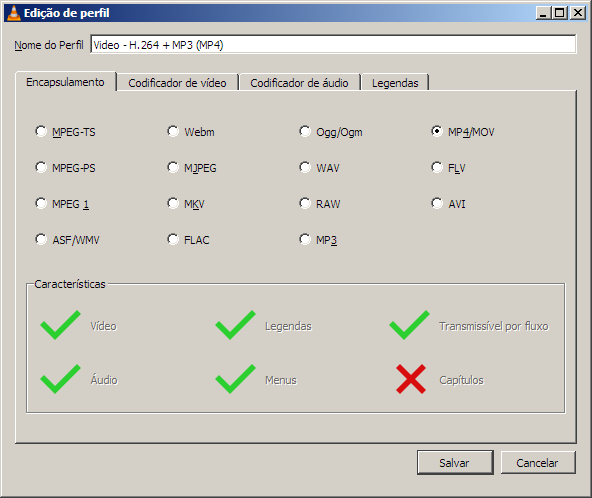 Edição de perfil
Nome do Perfil Video - H.264 + MP3 (MP4)
Encapsulamento Codificador de vídeo Codificador de áudio Legendas
MPEG-TS Webm Ogg/Ogm MP4/MOV
MPEG-PS MJPEG WAV FLV
MPEG 1 MKV RAW AVI
ASF/WMV FLAC MP3
Características
Vídeo Legendas Transmissível por fluxo
Áudio Menus Capítulos
Salvar Cancelar